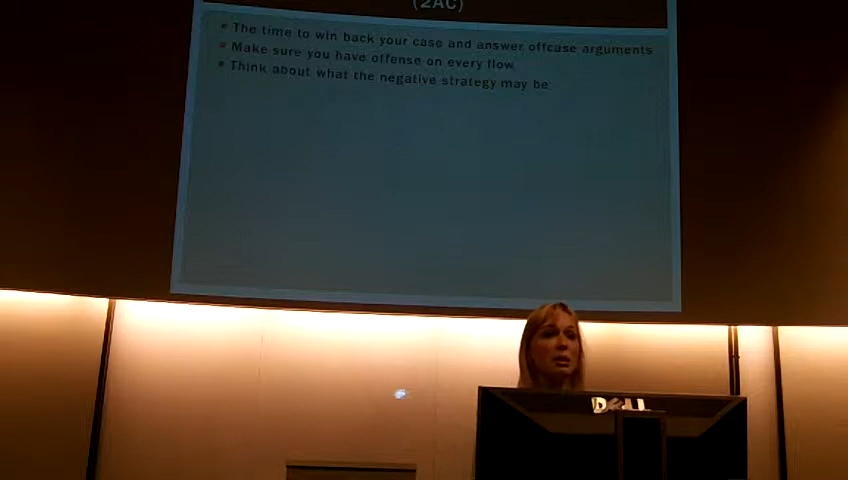 (2AC)
The time to win back your case and answer offcase arguments
Make sure you have offense on every flow
Think about what the negative strategy may be
DELL